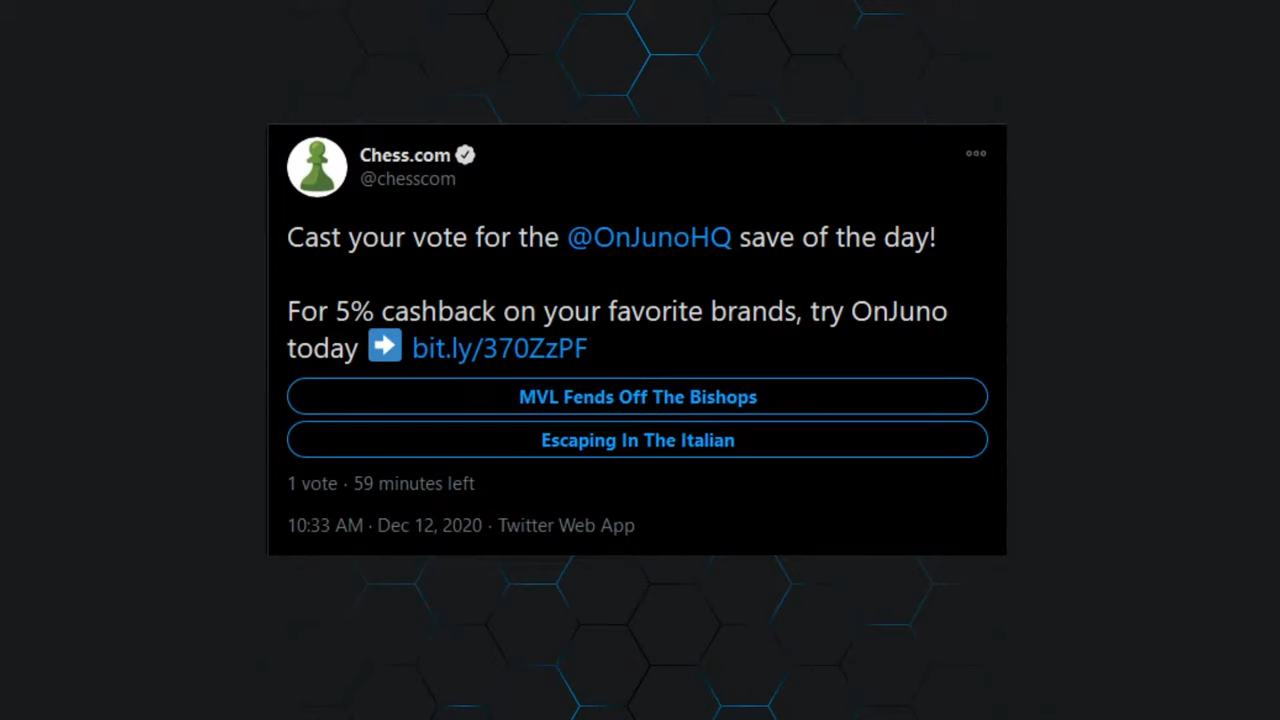 Chess.com
@chesscom
Cast your vote for the @OnJunoHQ save of the day!
For 5% cashback on your favorite brands, try OnJuno
today ➡️ bit.ly/370ZzPF
MVL Fends Off The Bishops
Escaping In The Italian
1 vote · 59 minutes left
10:33 AM · Dec 12, 2020 · Twitter Web App